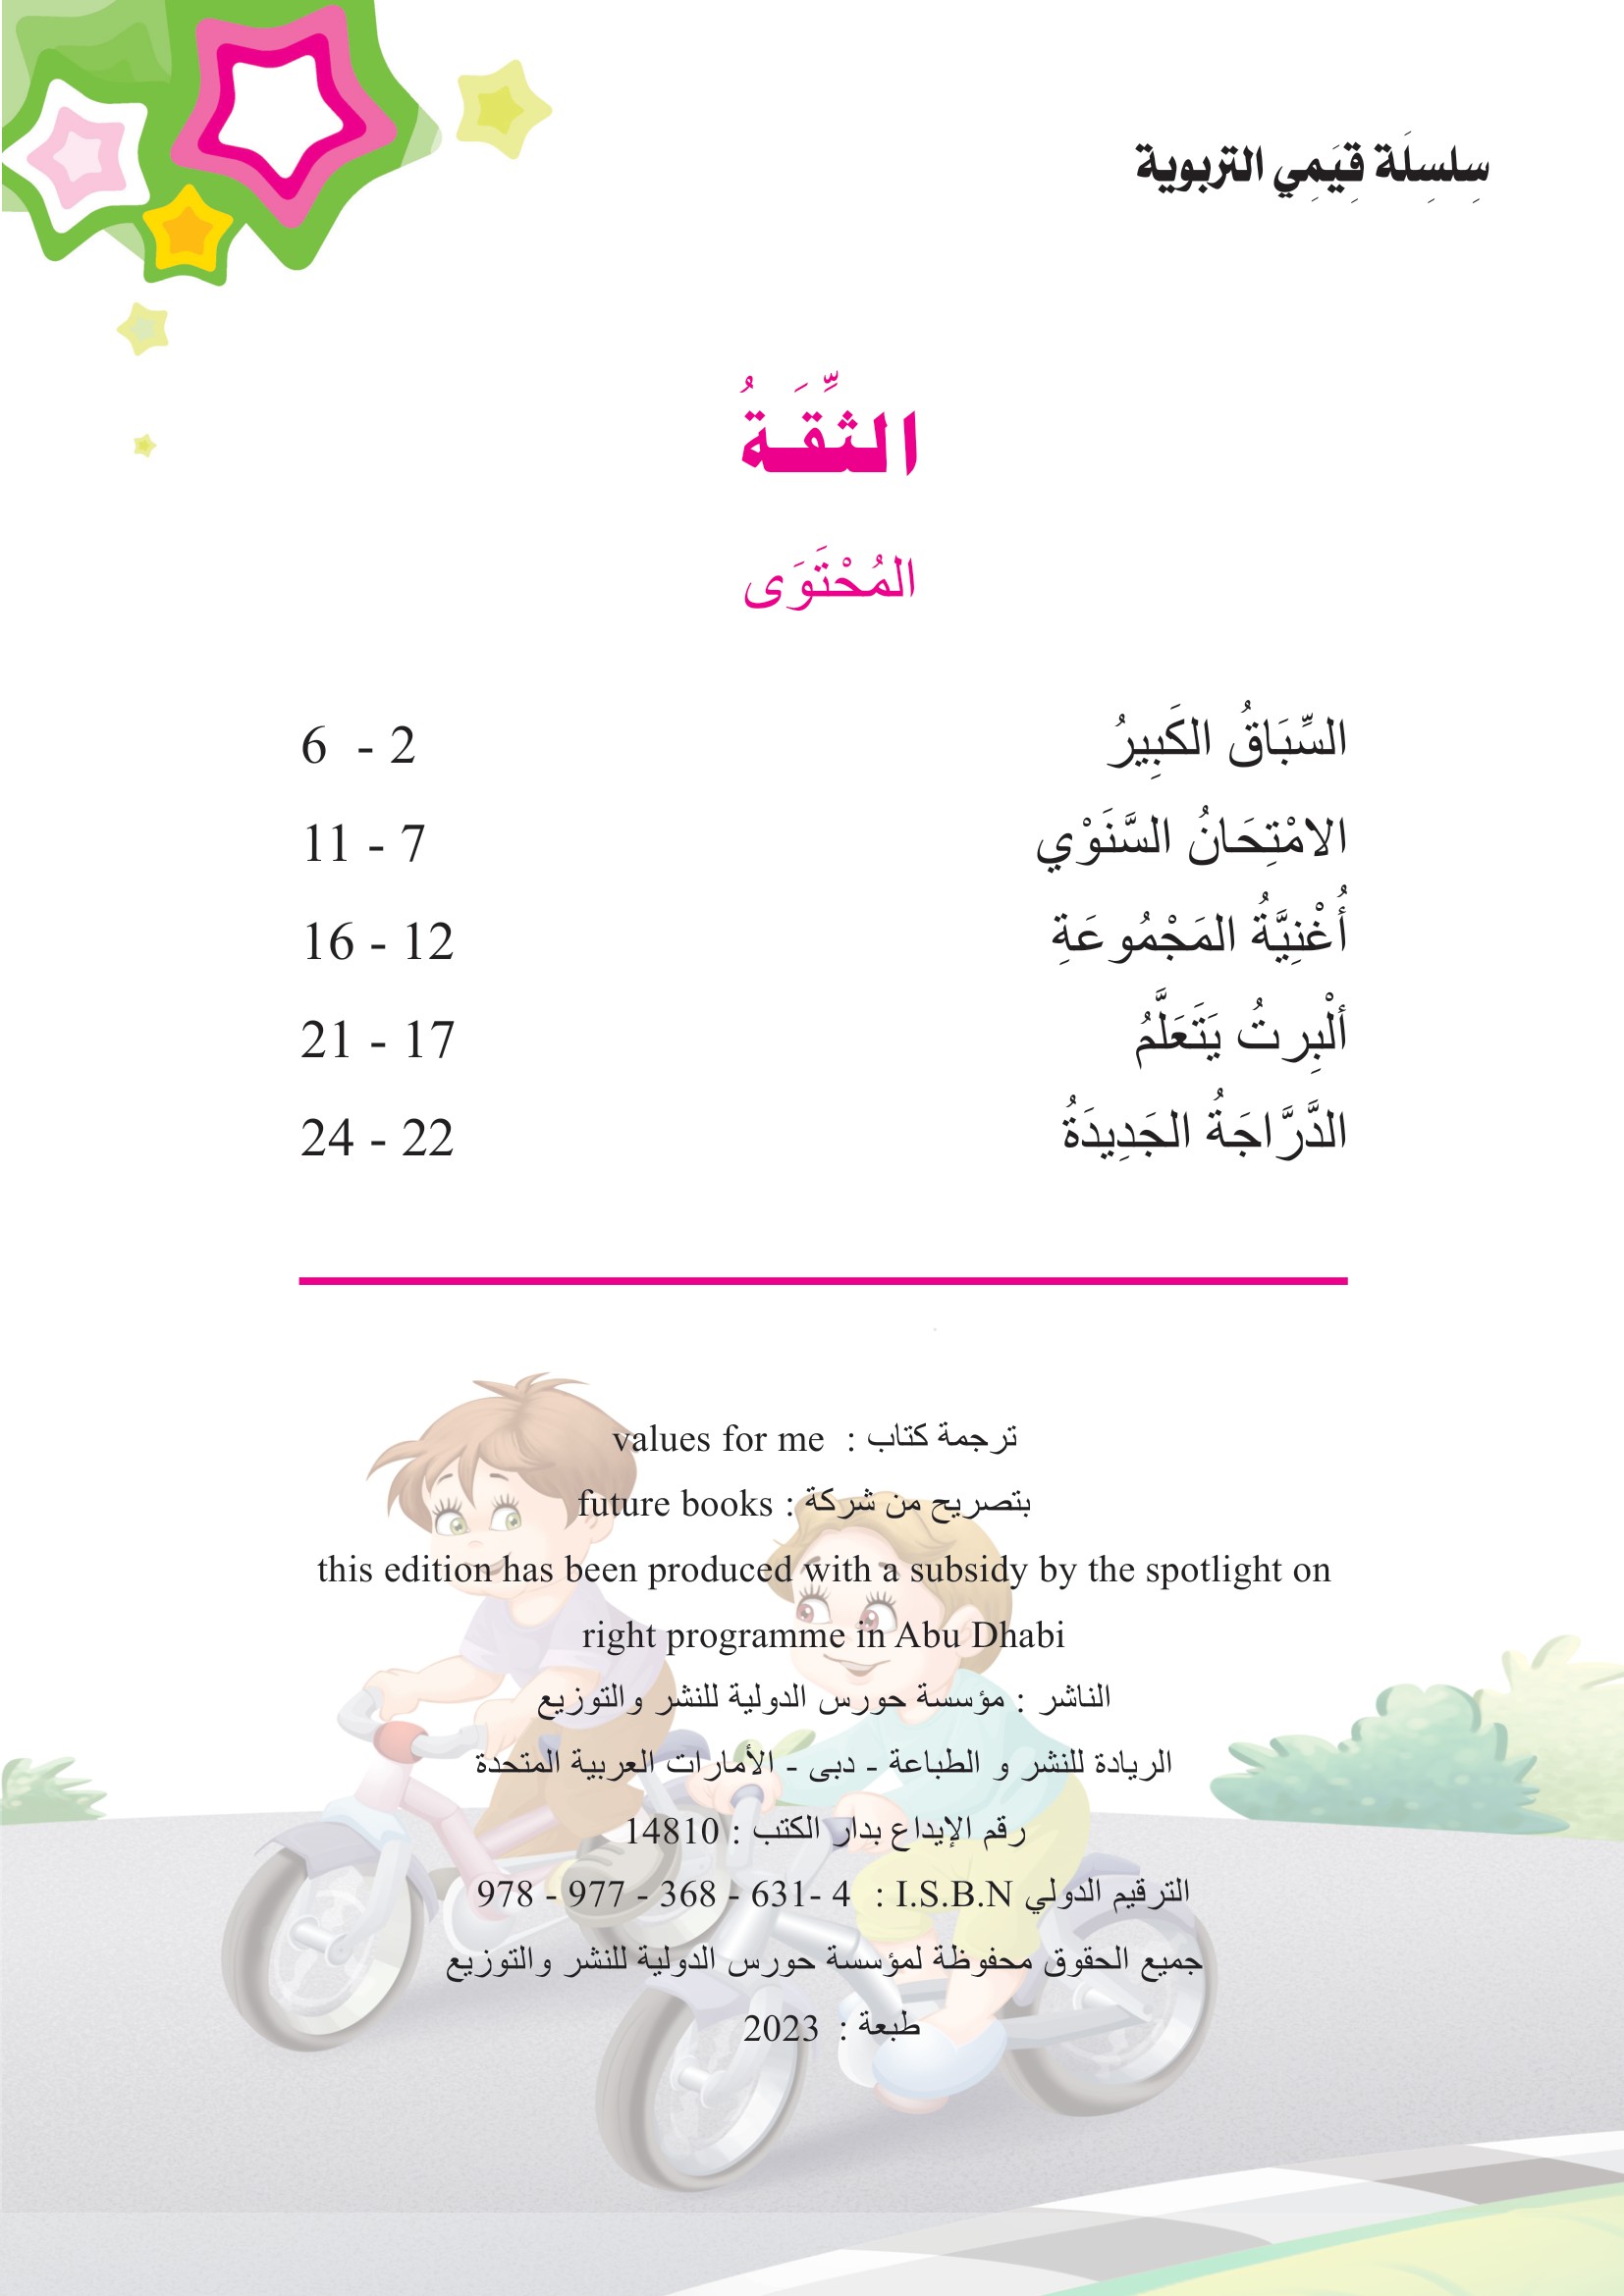 سِلسِلَة قِيَمِي التربوية
الثِّقَةُ
المُحْتَوَى
السِّبَاقُ الكَبِيرُ 2 - 6
الامْتِحَانُ السَّنَوْي 7 - 11
أُغْنِيَّةُ المَجْمُوعَةِ 12 - 16
ألْبِرتُ يَتَعَلَّمُ 17 - 21
الدَّرَّاجَةُ الجَدِيدَةُ 22 - 24
ترجمة كتاب : values for me
بتصريح من شركة : future books
this edition has been produced with a subsidy by the spotlight on
right programme in Abu Dhabi
الناشر : مؤسسة حورس الدولية للنشر والتوزيع
الريادة للنشر و الطباعة - دبى - الأمارات العربية المتحدة
رقم الإيداع بدار الكتب : 14810
الترقيم الدولي I.S.B.N : 978 - 977 - 368 - 631- 4
جميع الحقوق محفوظة لمؤسسة حورس الدولية للنشر والتوزيع
طبعة : 2023